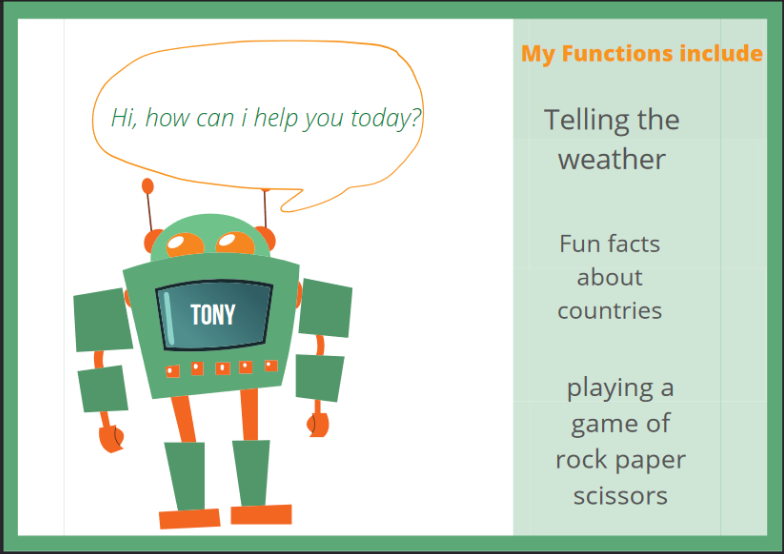 Hi, how can i help you today?
TONY
My Functions include
Telling the
weather
Fun facts
about
countries
playing a
game of
rock paper
scissors